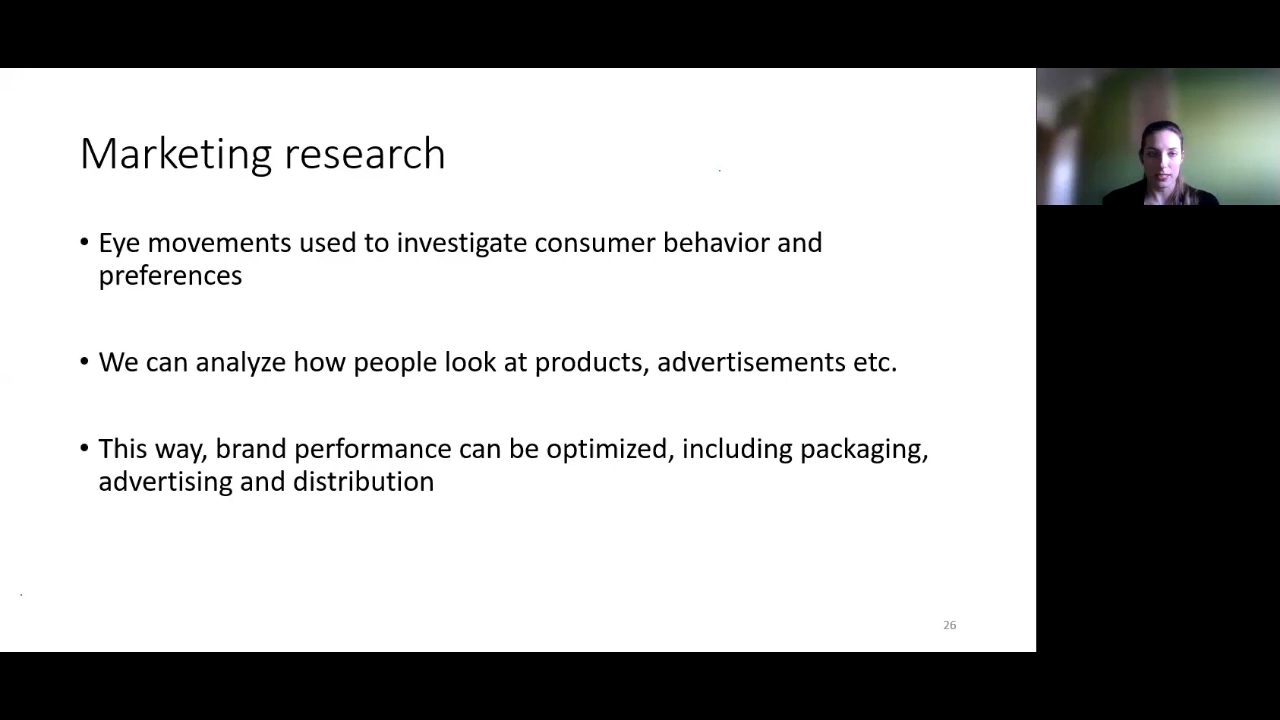 Marketing research
• Eye movements used to investigate consumer behavior and
preferences
• We can analyze how people look at products, advertisements etc.
• This way, brand performance can be optimized, including packaging,
advertising and distribution
26